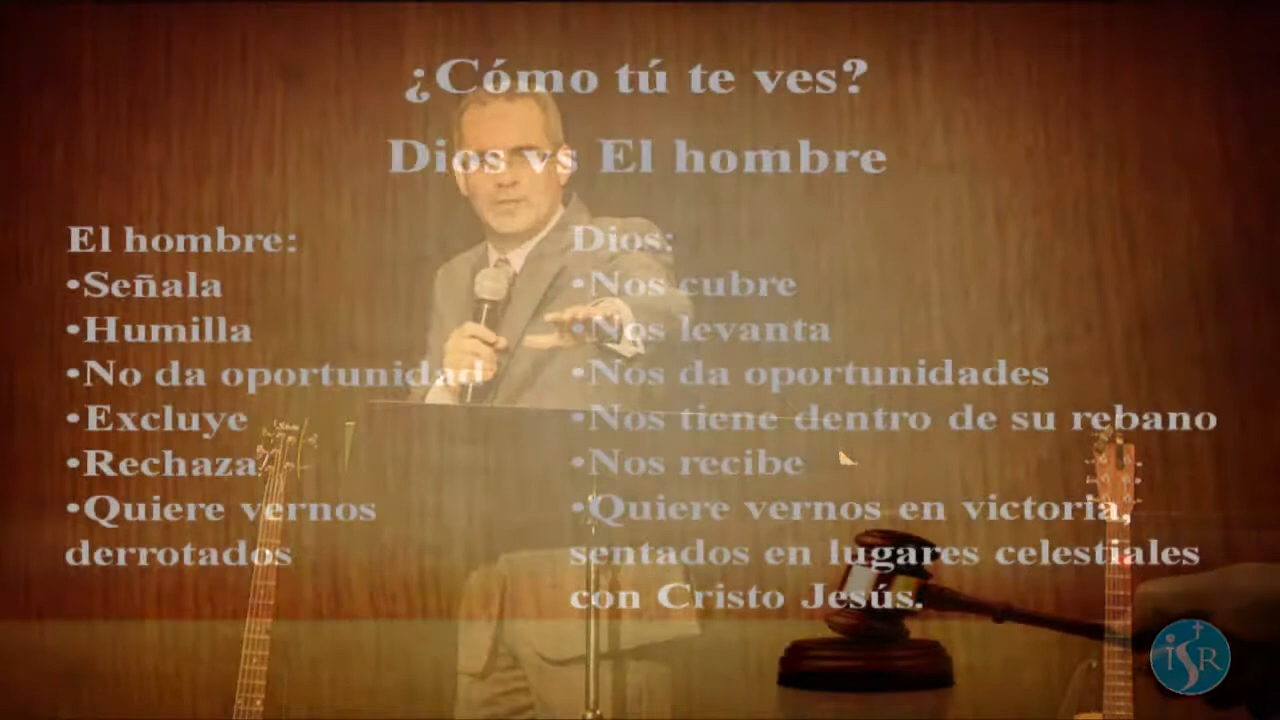 ¿Cómo tú te ves?
Dios vs El hombre
El hombre:
•Señala
•Humilla
•No da oportunidad
•Excluye
•Rechaza
•Quiere vernos
derrotados
Dios:
•Nos cubre
•Nos levanta
•Nos da oportunidades
•Nos tiene dentro de su rebano
•Nos recibe
•Quiere vernos en victoria,
sentados en lugares celestiales
con Cristo Jesús.
iSR